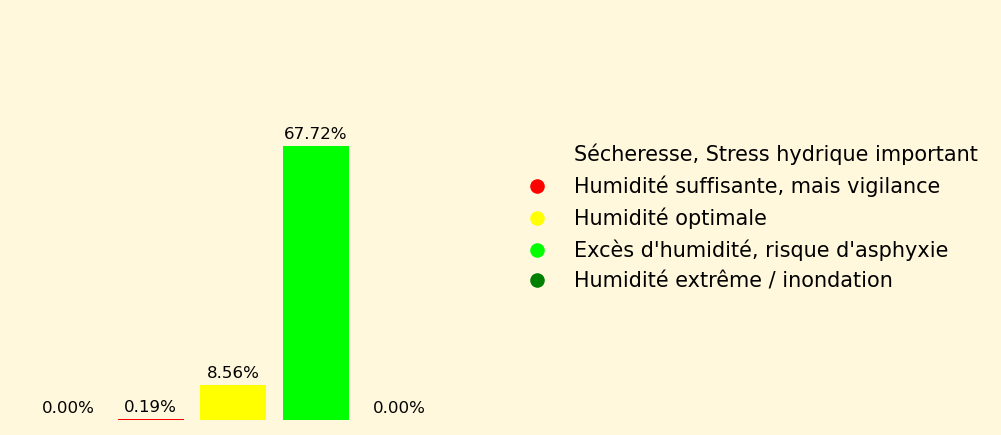 67.72%
8.56%
0.00%
0.19%
0.00%
Sécheresse, Stress hydrique important
Humidité suffisante, mais vigilance
Humidité optimale
Excès d'humidité, risque d'asphyxie
Humidité extrême / inondation